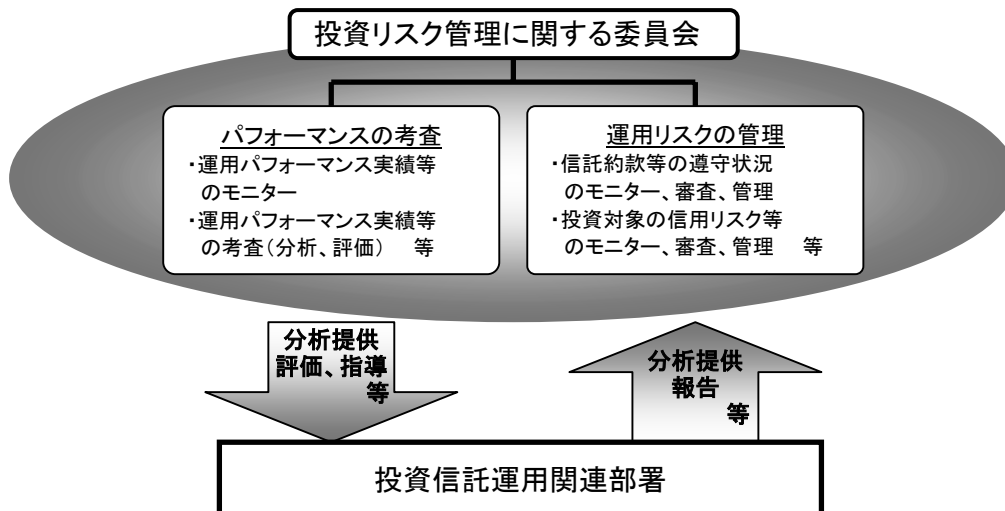 投資リスク管理に関する委員会
パフォーマンスの考査
・運用パフォーマンス実績等
のモニター
・運用パフォーマンス実績等
の考査(分析、評価)　等
運用リスクの管理
・信託約款等の遵守状況
のモニター、審査、管理
・投資対象の信用リスク等
のモニター、審査、管理　等
分析提供
評価、指導
等
分析提供
報告
等
投資信託運用関連部署